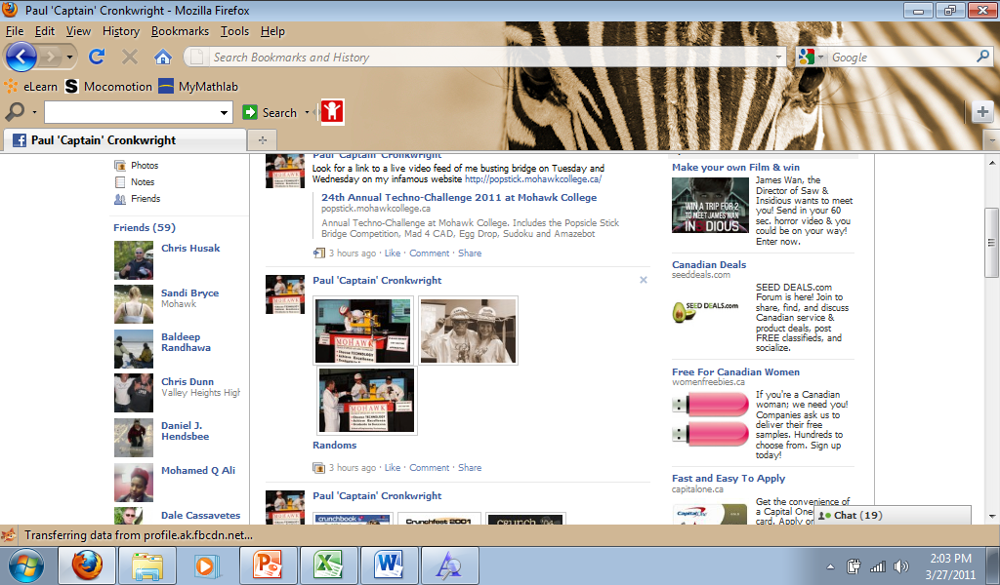 Paul 'Captain' Cronkwright - Mozilla Firefox
File Edit View History Bookmarks Tools Help
Search Bookmarks and History
Google
eLearn Mocomotion MyMathlab
Search
Paul 'Captain' Cronkwright
Photos
Notes
Friends
Friends (59)
Chris Husak
Sandi Bryce
Mohawk
Baldeep
Randhawa
Chris Dunn
Valley Heights High
Daniel J.
Hendsbee
Mohamed Q Ali
Dale Cassavetes
Paul 'Captain' Cronkwright
Look for a link to a live video feed of me busting bridge on Tuesday and
Wednesday on my infamous website http://popstick.mohawkcollege.ca/
24th Annual Techno-Challenge 2011 at Mohawk College
popstick.mohawkcollege.ca
Annual Techno-Challenge at Mohawk College. Includes the Popsicle Stick
Bridge Competition, Mad 4 CAD, Egg Drop, Sudoku and Amazebot
3 hours ago · Like · Comment · Share
Paul 'Captain' Cronkwright
MOHAWK
MOHAWK
Randoms
3 hours ago · Like · Comment · Share
Paul 'Captain' Cronkwright
crunchbook
Crunchfest 2001
CRUNCH '94
Make your own Film & win
WIN A TRIP FOR 2
TO MEET JAMES WAN
INSIDIOUS
James Wan, the
Director of Saw &
Insidious wants to meet
you! Send in your 60
sec. horror video & you
could be on your way!
Enter now.
Canadian Deals
seeddeals.com
SEED DEALS.com
SEED DEALS.com
Forum is here! Join to
share, find, and discuss
Canadian service &
product deals, post
FREE classifieds, and
socialize.
Free For Canadian Women
womenfreebies.ca
If you're a Canadian
woman; we need you!
Companies ask us to
deliver their free
samples. Hundreds to
choose from. Sign up
today!
Fast and Easy To Apply
capitalone.ca
Capital One
Get the convenience of
a Capital One
card. Apply or
Chat (19)
Transferring data from profile.ak.fbcdn.net...
2:03 PM
3/27/2011